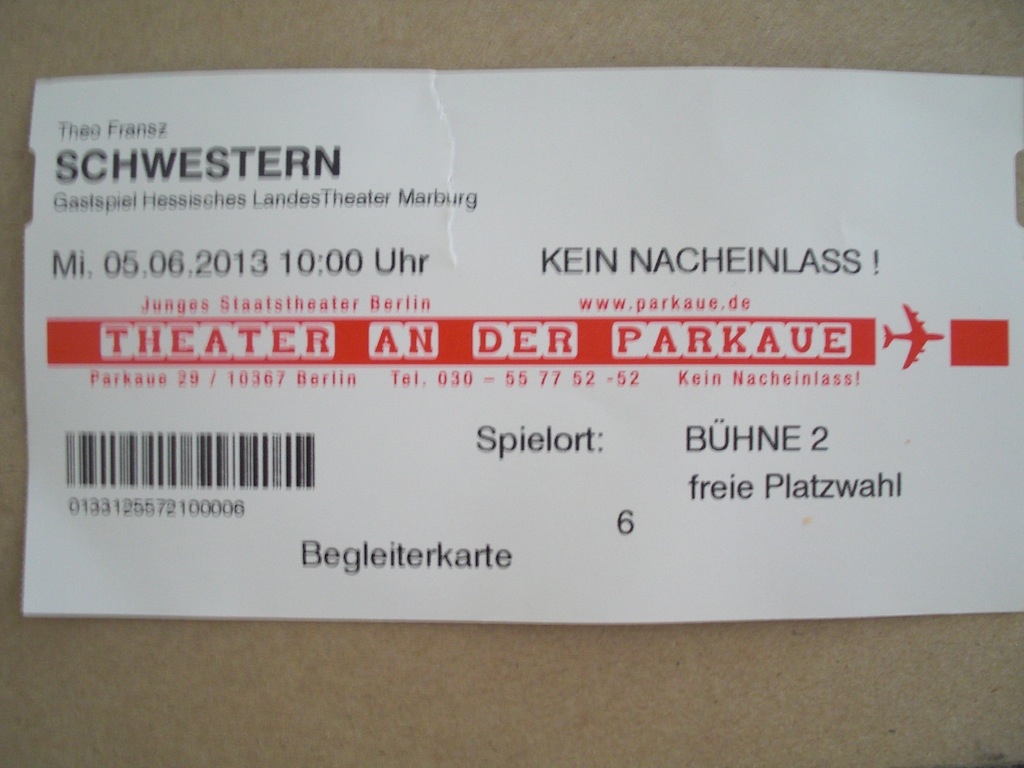 Theo Fransz
SCHWESTERN
Gastspiel Hessisches LandesTheater Marburg
Mi, 05.06.2013 10:00 Uhr KEIN NACHEINLASS !
Junges Staatstheater Berlin www.parkaue.de
THEATER AN DER PARKAUE
Parkaue 29 / 10367 Berlin Tel. 030 – 55 77 52 -52 Kein Nacheinlass!
Spielort: BÜHNE 2
freie Platzwahl
0133125572100006
6
Begleiterkarte